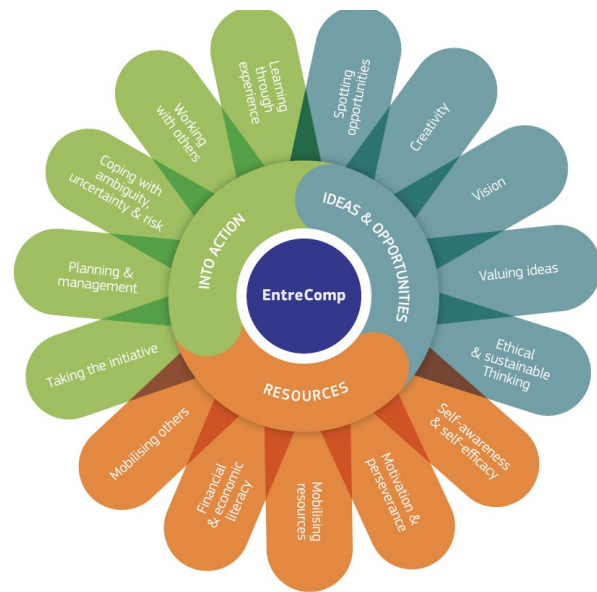 EntreComp
IDEAS & OPPORTUNITIES
Spotting
opportunities
Creativity
Vision
Valuing ideas
Ethical
& sustainable
Thinking
RESOURCES
Self-awareness
& self-efficacy
Motivation &
perseverance
Mobilising
resources
Financial
& economic
literacy
Mobilising others
INTO ACTION
Taking the initiative
Planning &
management
Coping with
ambiguity,
uncertainty & risk
Working
with others
Learning
through
experience